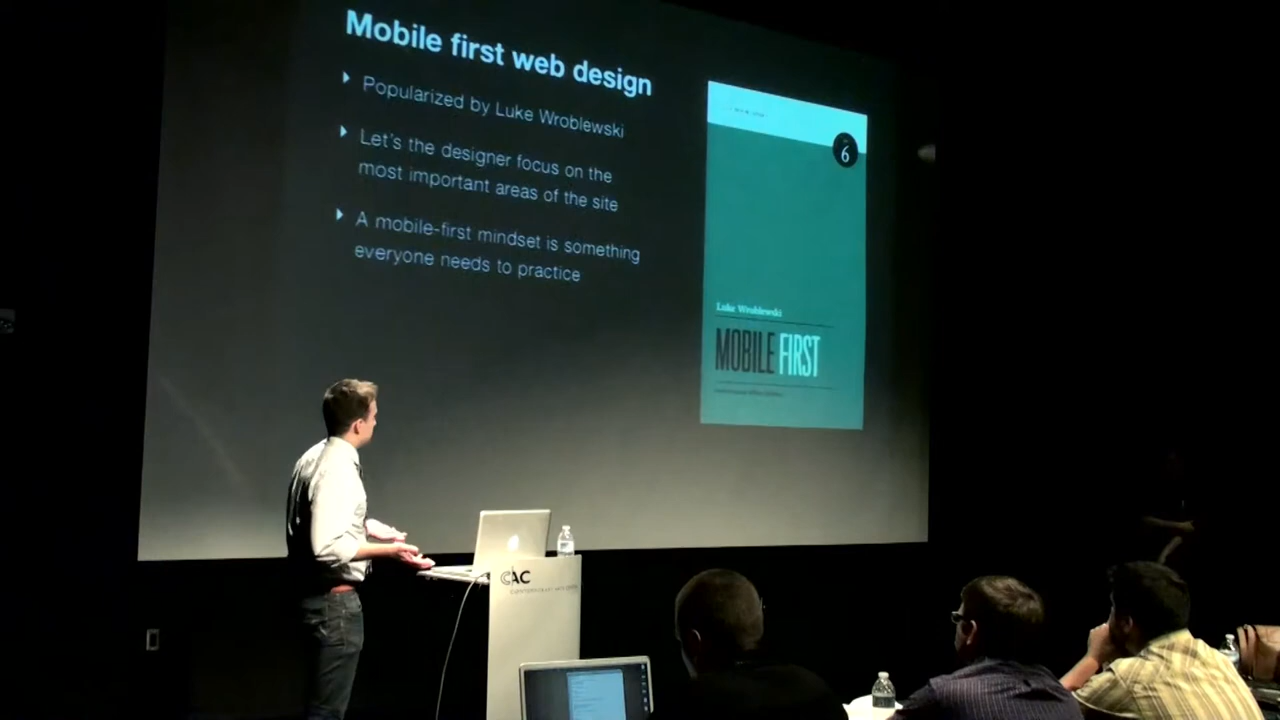 Mobile first web design
Popularized by Luke Wroblewski
Let's the designer focus on the
most important areas of the site
A mobile-first mindset is something
everyone needs to practice
6
Luke Wroblewski
MOBILE FIRST
CAC